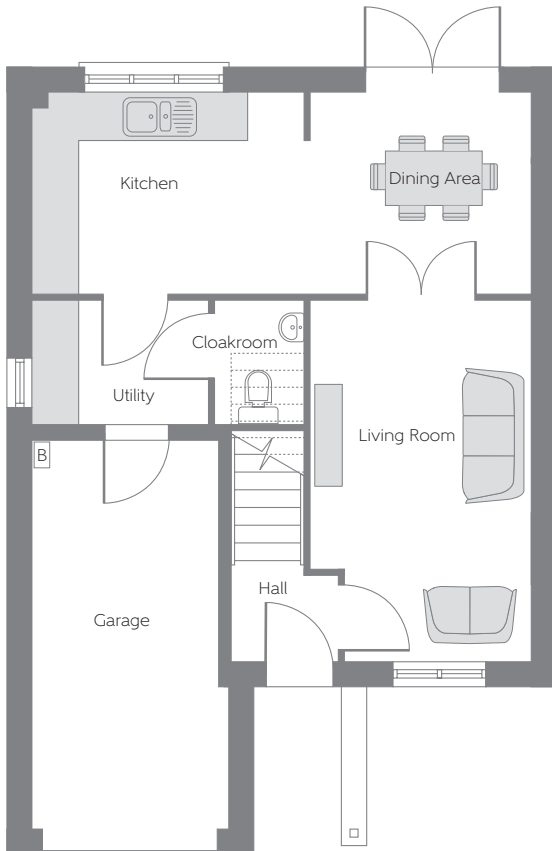 Kitchen
Dining Area
Cloakroom
Utility
Living Room
B
Hall
Garage